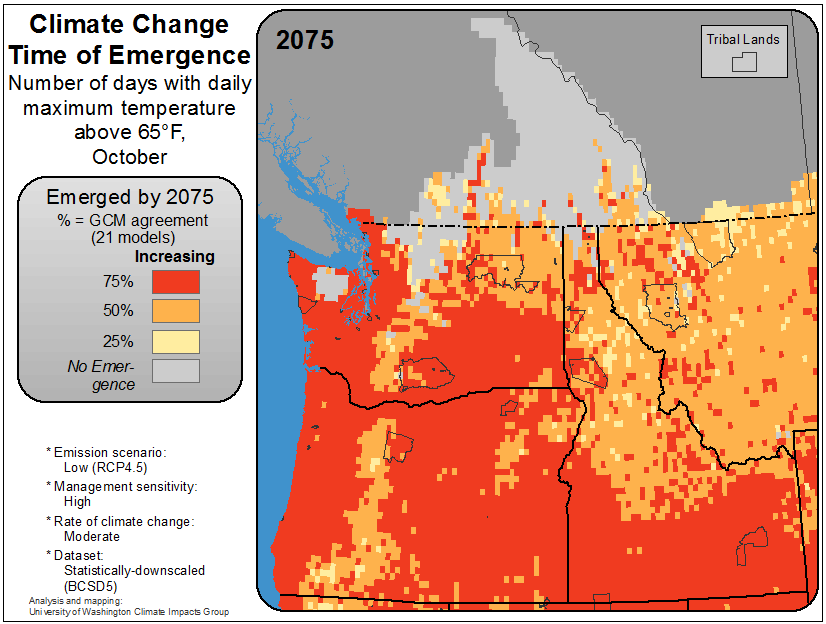 Climate Change
Time of Emergence
Number of days with daily
maximum temperature
above 65°F,
October
Emerged by 2075
% = GCM agreement
(21 models)
Increasing
75%
50%
25%
No Emer-
gence
* Emission scenario:
Low (RCP4.5)
* Management sensitivity:
High
* Rate of climate change:
Moderate
* Dataset:
Statistically-downscaled
(BCSD5)
Analysis and mapping:
University of Washington Climate Impacts Group
2075
Tribal Lands